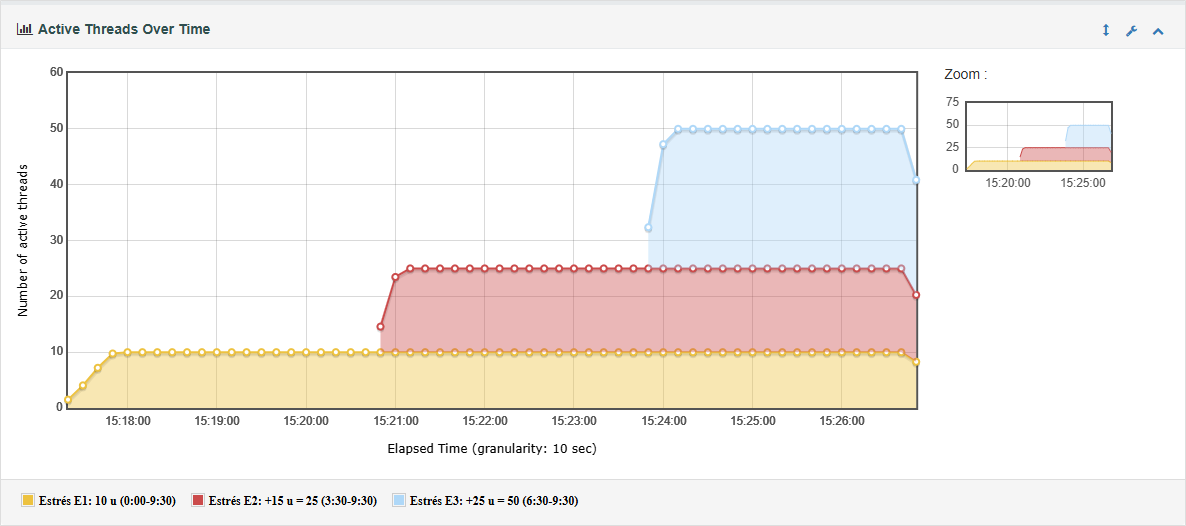 Active Threads Over Time
Zoom :
60
50
40
30
20
10
0
Number of active threads
15:18:00 15:19:00 15:20:00 15:21:00 15:22:00 15:23:00 15:24:00 15:25:00 15:26:00
Elapsed Time (granularity: 10 sec)
75
50
25
0
15:20:00 15:25:00
Estrés E1: 10 u (0:00-9:30) Estrés E2: +15 u = 25 (3:30-9:30) Estrés E3: +25 u = 50 (6:30-9:30)